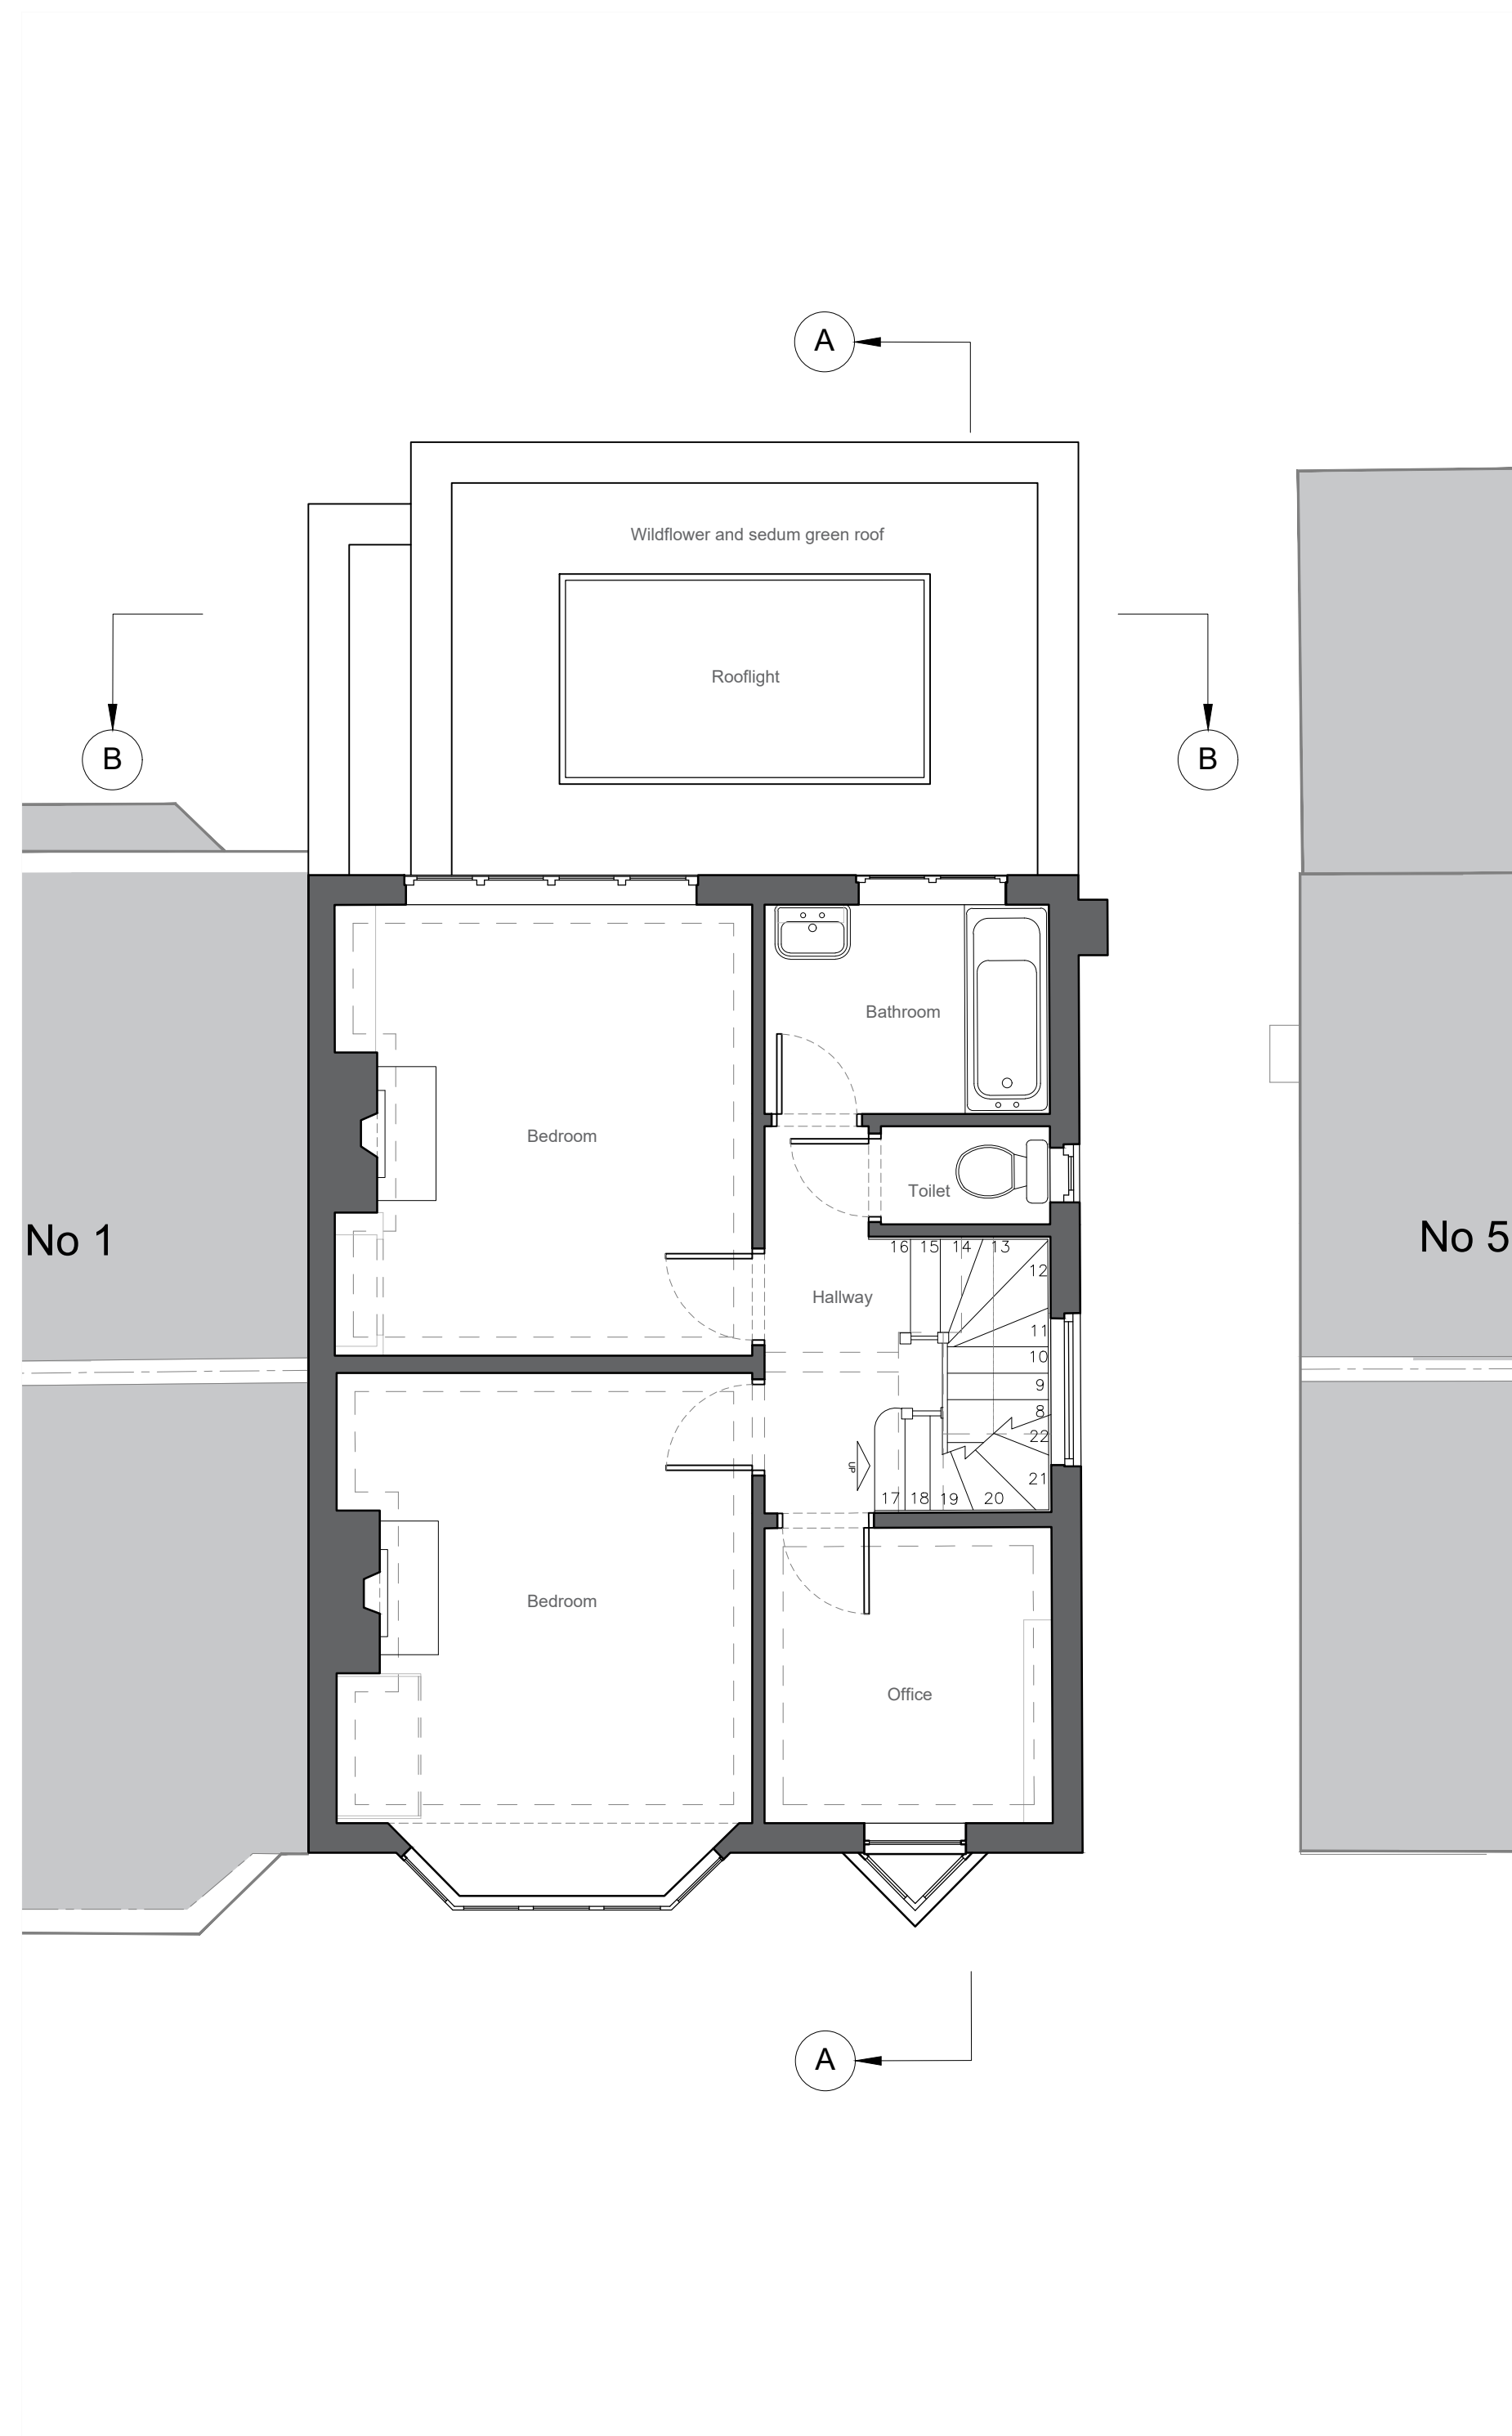 A
Wildflower and sedum green roof
Rooflight
B
B
Bathroom
Bedroom
Toilet
No 1
No 5
16 15 14 13
12
Hallway
11
10
9
8
22
UP
21
17 18 19 20
Bedroom
Office
A